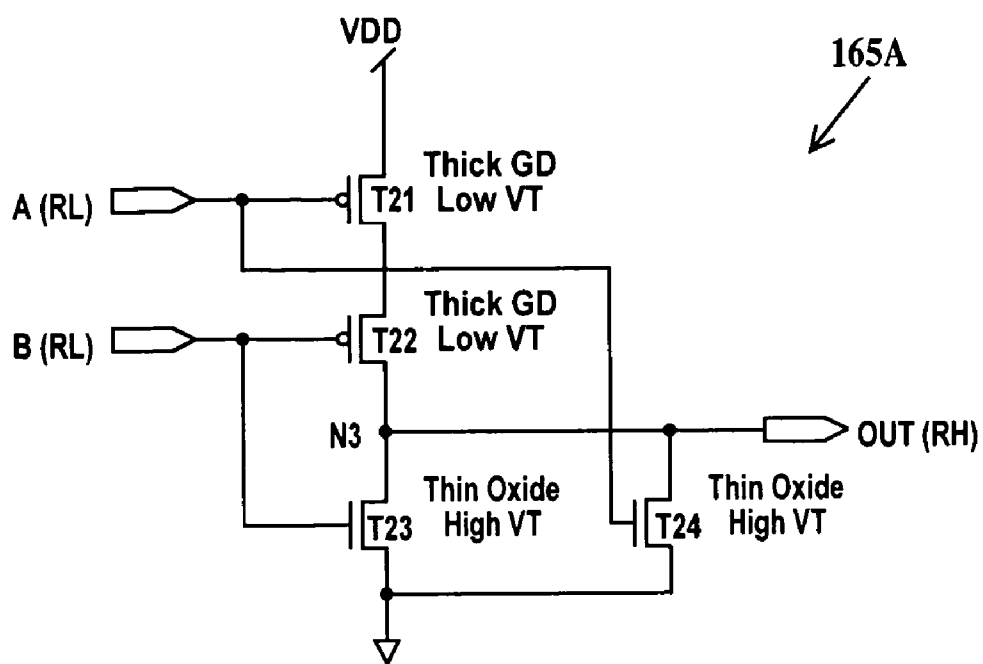 VDD
165A
Thick GD
Low VT
A (RL)
T21
Thick GD
Low VT
B (RL)
T22
N3
OUT (RH)
Thin Oxide
High VT
T23
Thin Oxide
High VT
T24